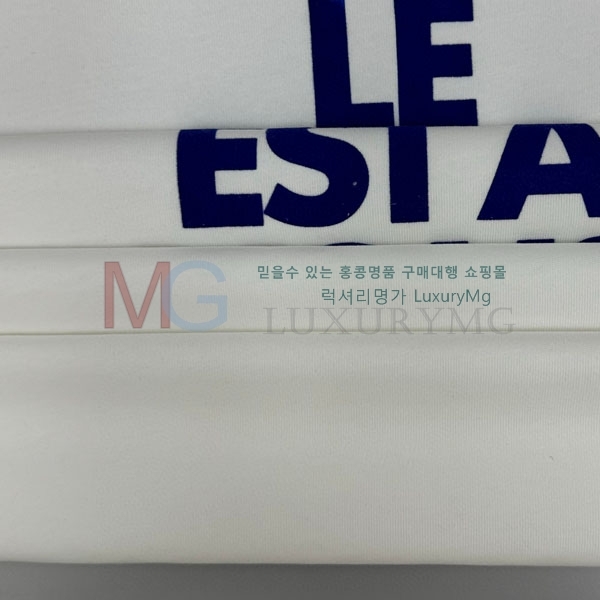 LE
EST A
MG
믿을수 있는 홍콩명품 구매대행 쇼핑몰
럭셔리명가 LuxuryMg
LUXURYMG